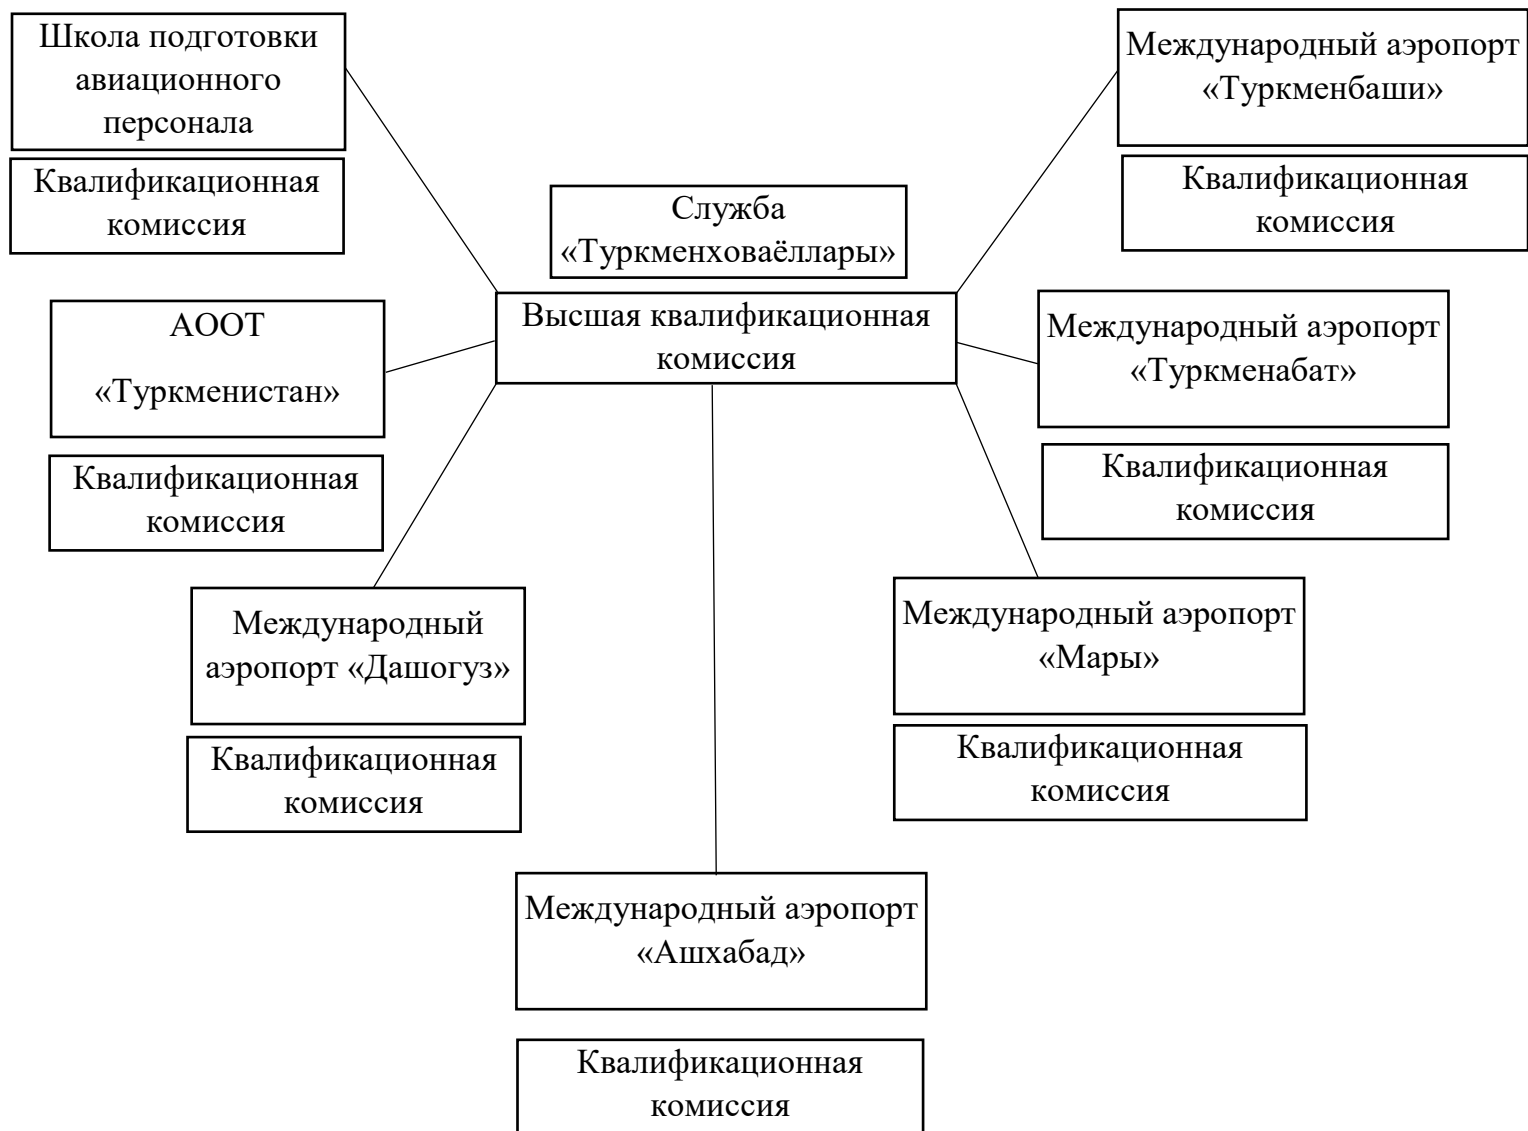 Школа подготовки
авиационного
персонала
Квалификационная
комиссия
Международный аэропорт
«Туркменбаши»
Квалификационная
комиссия
Служба
«Туркменховаёллары»
Высшая квалификационная
комиссия
АООТ
«Туркменистан»
Квалификационная
комиссия
Международный аэропорт
«Туркменабат»
Квалификационная
комиссия
Международный
аэропорт «Дашогуз»
Квалификационная
комиссия
Международный аэропорт
«Мары»
Квалификационная
комиссия
Международный аэропорт
«Ашхабад»
Квалификационная
комиссия